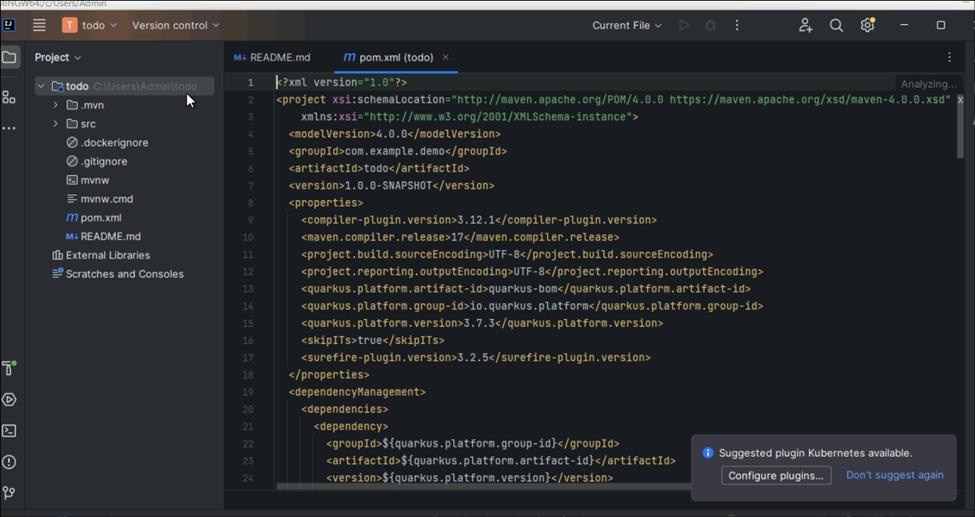 MINGW64:/c/Users/Admin
T todo Version control Current File
Project
todo C:\Users\Admin\todo
.mvn
src
.dockerignore
.gitignore
mvnw
mvnw.cmd
pom.xml
README.md
External Libraries
Scratches and Consoles
README.md pom.xml (todo)
Analyzing...
1 <?xml version="1.0"?>
2 <project xsi:schemaLocation="http://maven.apache.org/POM/4.0.0 https://maven.apache.org/xsd/maven-4.0.0.xsd" x
3 xmlns:xsi="http://www.w3.org/2001/XMLSchema-instance">
4 <modelVersion>4.0.0</modelVersion>
5 <groupId>com.example.demo</groupId>
6 <artifactId>todo</artifactId>
7 <version>1.0.0-SNAPSHOT</version>
8 <properties>
9 <compiler-plugin.version>3.12.1</compiler-plugin.version>
10 <maven.compiler.release>17</maven.compiler.release>
11 <project.build.sourceEncoding>UTF-8</project.build.sourceEncoding>
12 <project.reporting.outputEncoding>UTF-8</project.reporting.outputEncoding>
13 <quarkus.platform.artifact-id>quarkus-bom</quarkus.platform.artifact-id>
14 <quarkus.platform.group-id>io.quarkus.platform</quarkus.platform.group-id>
15 <quarkus.platform.version>3.7.3</quarkus.platform.version>
16 <skipITs>true</skipITs>
17 <surefire-plugin.version>3.2.5</surefire-plugin.version>
18 </properties>
19 <dependencyManagement>
20 <dependencies>
21 <dependency>
22 <groupId>${quarkus.platform.group-id}</groupId>
23 <artifactId>${quarkus.platform.artifact-id}</artifactId>
24 <version>${quarkus.platform.version}</version>
Suggested plugin Kubernetes available.
Configure plugins... Don't suggest again